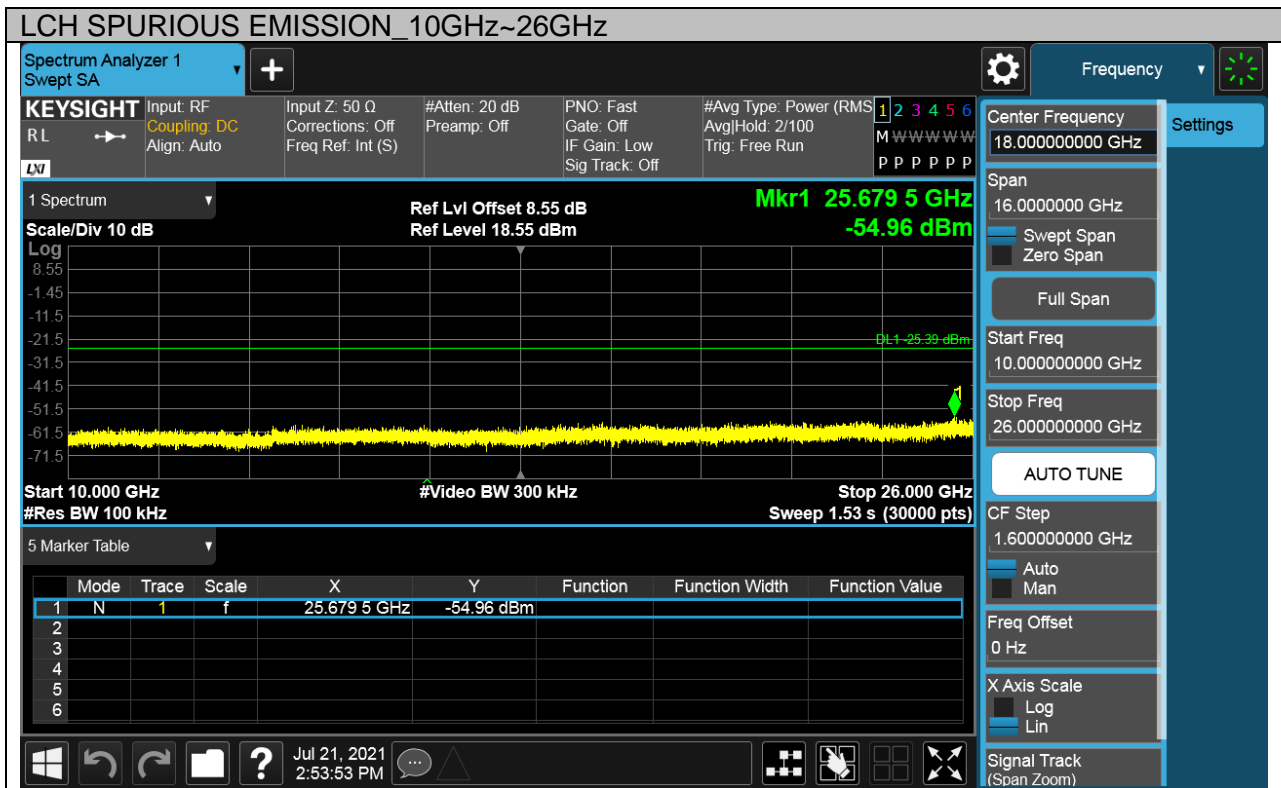 LCH SPURIOUS EMISSION_10GHz~26GHz
Spectrum Analyzer 1
Swept SA
Frequency
KEYSIGHT
RL
LXI
Input: RF
Coupling: DC
Align: Auto
Input Z: 50 Ω
Corrections: Off
Freq Ref: Int (S)
#Atten: 20 dB
Preamp: Off
PNO: Fast
Gate: Off
IF Gain: Low
Sig Track: Off
#Avg Type: Power (RMS
Avg|Hold: 2/100
Trig: Free Run
1 2 3 4 5 6
M W W W W W
P P P P P P
1 Spectrum
Scale/Div 10 dB
Ref Lvl Offset 8.55 dB
Ref Level 18.55 dBm
Mkr1 25.679 5 GHz
-54.96 dBm
Log
8.55
-1.45
-11.5
-21.5
-31.5
-41.5
-51.5
-61.5
-71.5
DL1 -25.39 dBm
1
Start 10.000 GHz
#Res BW 100 kHz
#Video BW 300 kHz
Stop 26.000 GHz
Sweep 1.53 s (30000 pts)
5 Marker Table
Mode Trace Scale X Y Function Function Width Function Value
1 N 1 f 25.679 5 GHz -54.96 dBm
2
3
4
5
6
?
Jul 21, 2021
2:53:53 PM
Center Frequency
18.000000000 GHz
Settings
Span
16.0000000 GHz
Swept Span
Zero Span
Full Span
Start Freq
10.000000000 GHz
Stop Freq
26.000000000 GHz
AUTO TUNE
CF Step
1.600000000 GHz
Auto
Man
Freq Offset
0 Hz
X Axis Scale
Log
Lin
Signal Track
(Span Zoom)